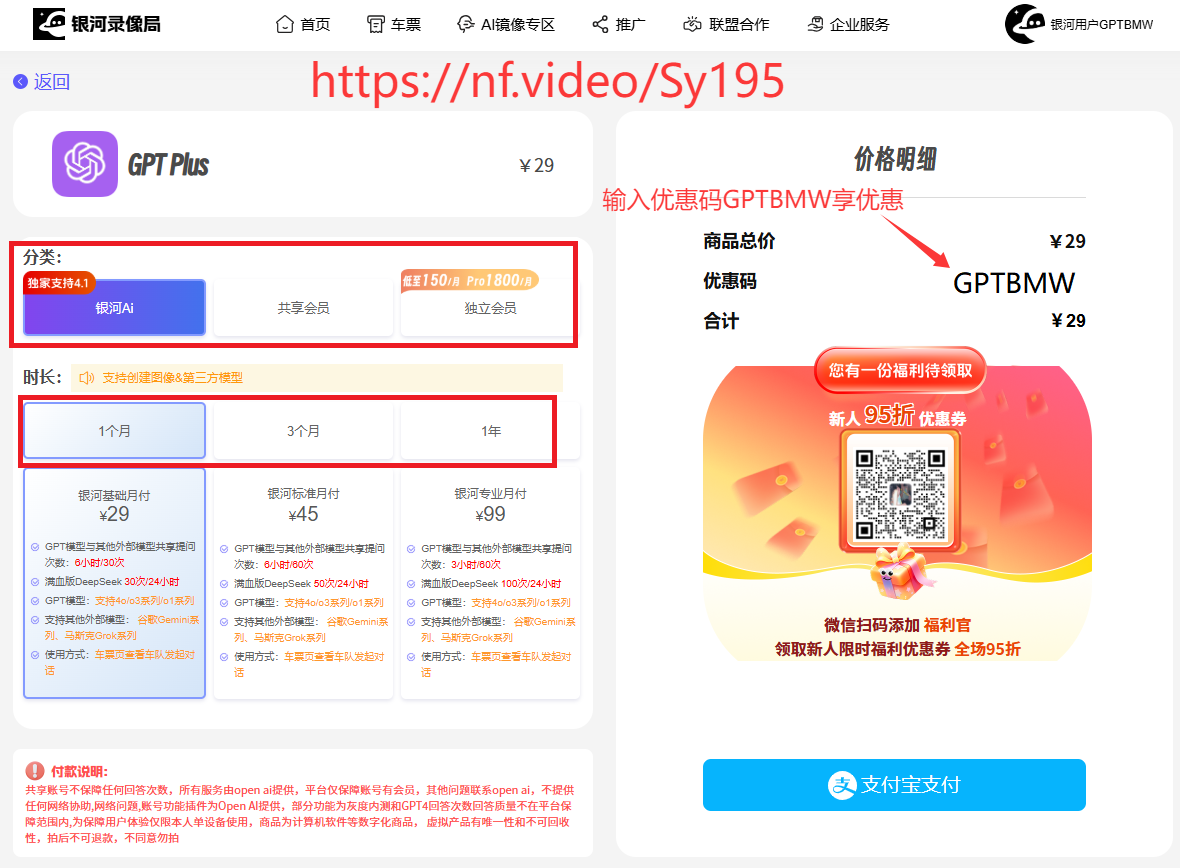 银河录像局
首页
车票
AI镜像专区
推广
联盟合作
企业服务
银河用户GPTBMW
返回
https://nf.video/Sy195
GPT Plus
￥29
分类：
独家支持4.1
银河Ai
共享会员
低至150/月 Pro1800/月
独立会员
时长：
支持创建图像&第三方模型
1个月
3个月
1年
银河基础月付
¥29
GPT模型与其他外部模型共享提问
次数：6小时/30次
满血版DeepSeek 30次/24小时
GPT模型：支持4o/o3系列/o1系列
支持其他外部模型：谷歌Gemini系
列、马斯克Grok系列
使用方式：车票页查看车队发起对
话
银河标准月付
¥45
GPT模型与其他外部模型共享提问
次数：6小时/60次
满血版DeepSeek 50次/24小时
GPT模型：支持4o/o3系列/o1系列
支持其他外部模型：谷歌Gemini系
列、马斯克Grok系列
使用方式：车票页查看车队发起对
话
银河专业月付
¥99
GPT模型与其他外部模型共享提问
次数：3小时/60次
满血版DeepSeek 100次/24小时
GPT模型：支持4o/o3系列/o1系列
支持其他外部模型：谷歌Gemini系
列、马斯克Grok系列
使用方式：车票页查看车队发起对
话
付款说明：
共享账号不保障任何回答次数，所有服务由open ai提供，平台仅保障账号有会员，其他问题联系open ai，不提供
任何网络协助,网络问题,账号功能插件为Open AI提供，部分功能为灰度内测和GPT4回答次数回答质量不在平台保
障范围内,为保障用户体验仅限本人单设备使用，商品为计算机软件等数字化商品， 虚拟产品有唯一性和不可回收
性，拍后不可退款，不同意勿拍
价格明细
输入优惠码GPTBMW享优惠
商品总价
￥29
优惠码
GPTBMW
合计
￥29
您有一份福利待领取
新人95折优惠券
微信扫码添加 福利官
领取新人限时福利优惠券 全场95折
支付宝支付